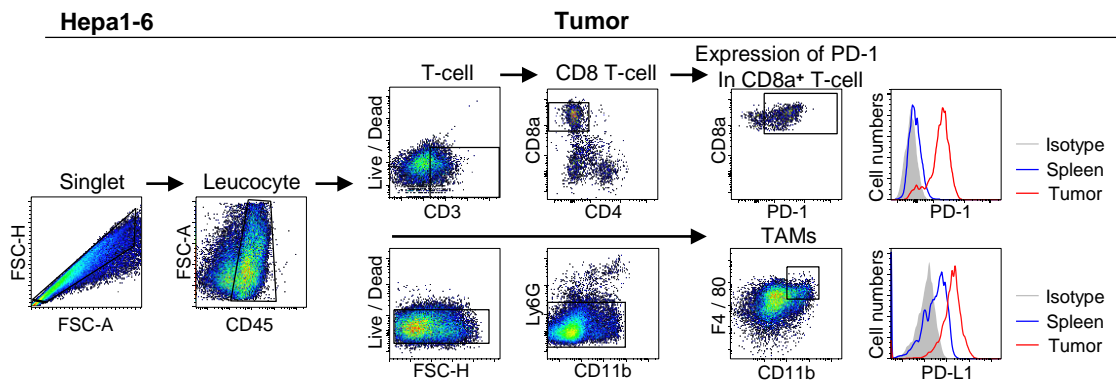 Hepa1-6
Tumor
T-cell
CD8 T-cell
Expression of PD-1
In CD8a⁺ T-cell
Singlet
Leucocyte
FSC-H
FSC-A
FSC-A
CD45
Live / Dead
CD3
CD8a
CD4
CD8a
PD-1
Cell numbers
PD-1
Isotype
Spleen
Tumor
TAMs
Live / Dead
FSC-H
Ly6G
CD11b
F4 / 80
CD11b
Cell numbers
PD-L1
Isotype
Spleen
Tumor